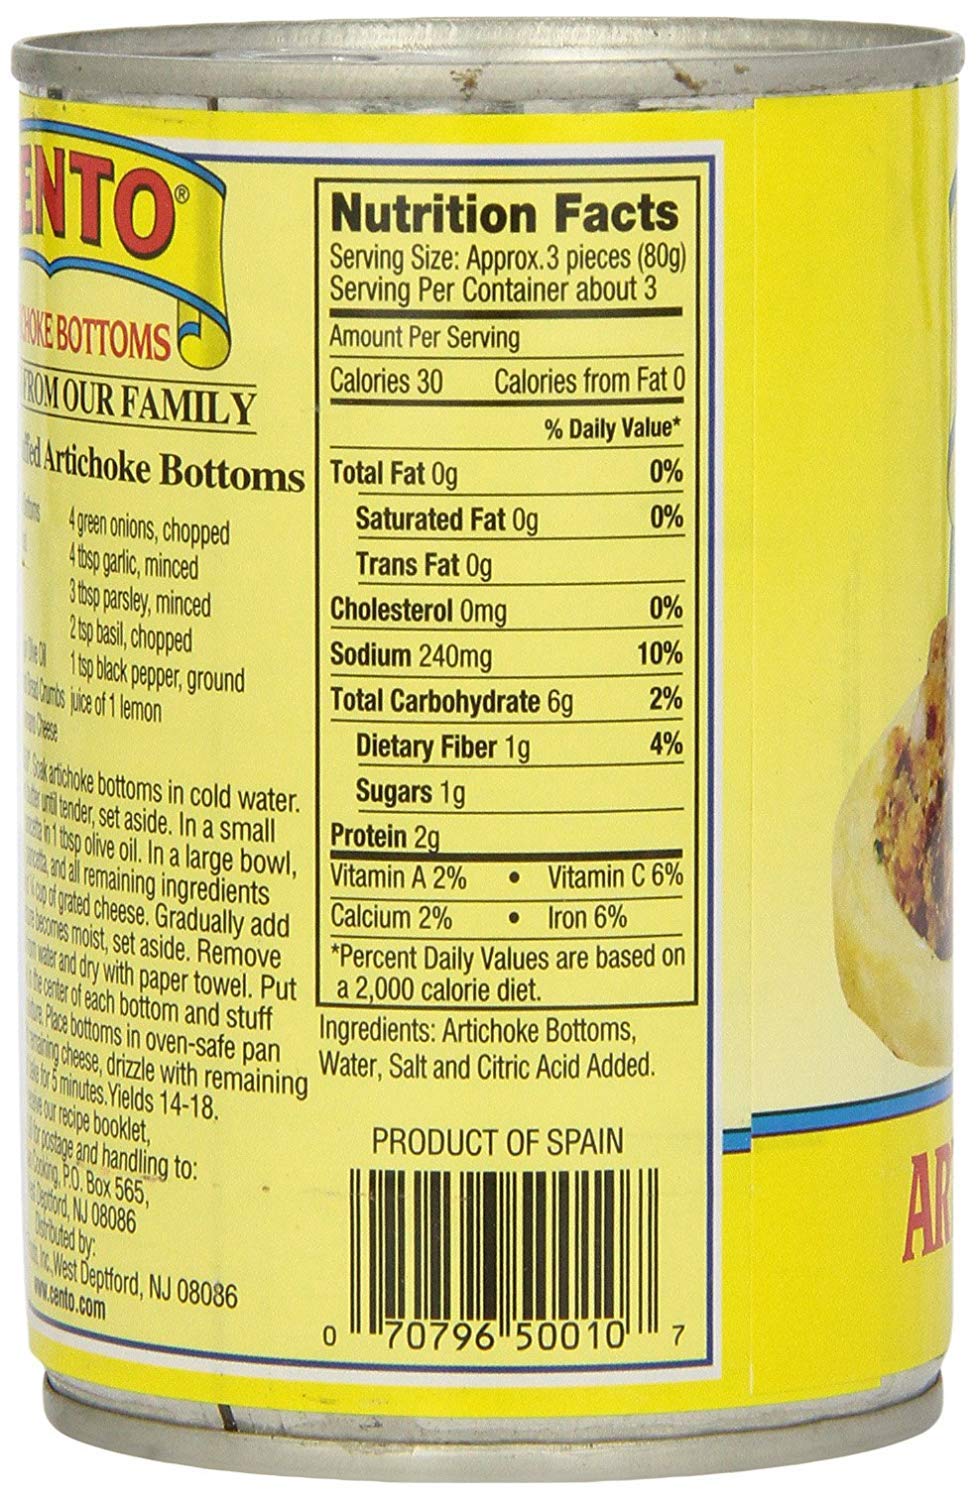 ENTO®
CHOKE BOTTOMS
FROM OUR FAMILY
Artichoke Bottoms
4 green onions, chopped
4 tbsp garlic, minced
3 tbsp parsley, minced
2 tsp basil, chopped
1 tsp black pepper, ground
juice of 1 lemon
Cheese
Soak artichoke bottoms in cold water.
until tender, set aside. In a small
in 1 tbsp olive oil. In a large bowl,
and all remaining ingredients
cup of grated cheese. Gradually add
becomes moist, set aside. Remove
water and dry with paper towel. Put
the center of each bottom and stuff
Place bottoms in oven-safe pan
cheese, drizzle with remaining
for 5 minutes. Yields 14-18.
our recipe booklet,
for postage and handling to:
Cooking, P.O. Box 565,
Deptford, NJ 08086
Distributed by:
Inc., West Deptford, NJ 08086
www.cento.com
Nutrition Facts
Serving Size: Approx. 3 pieces (80g)
Serving Per Container about 3
Amount Per Serving
Calories 30 Calories from Fat 0
% Daily Value*
Total Fat 0g 0%
Saturated Fat 0g 0%
Trans Fat 0g
Cholesterol 0mg 0%
Sodium 240mg 10%
Total Carbohydrate 6g 2%
Dietary Fiber 1g 4%
Sugars 1g
Protein 2g
Vitamin A 2% • Vitamin C 6%
Calcium 2% • Iron 6%
*Percent Daily Values are based on
a 2,000 calorie diet.
Ingredients: Artichoke Bottoms,
Water, Salt and Citric Acid Added.
PRODUCT OF SPAIN
0 70796 50010 7
AR